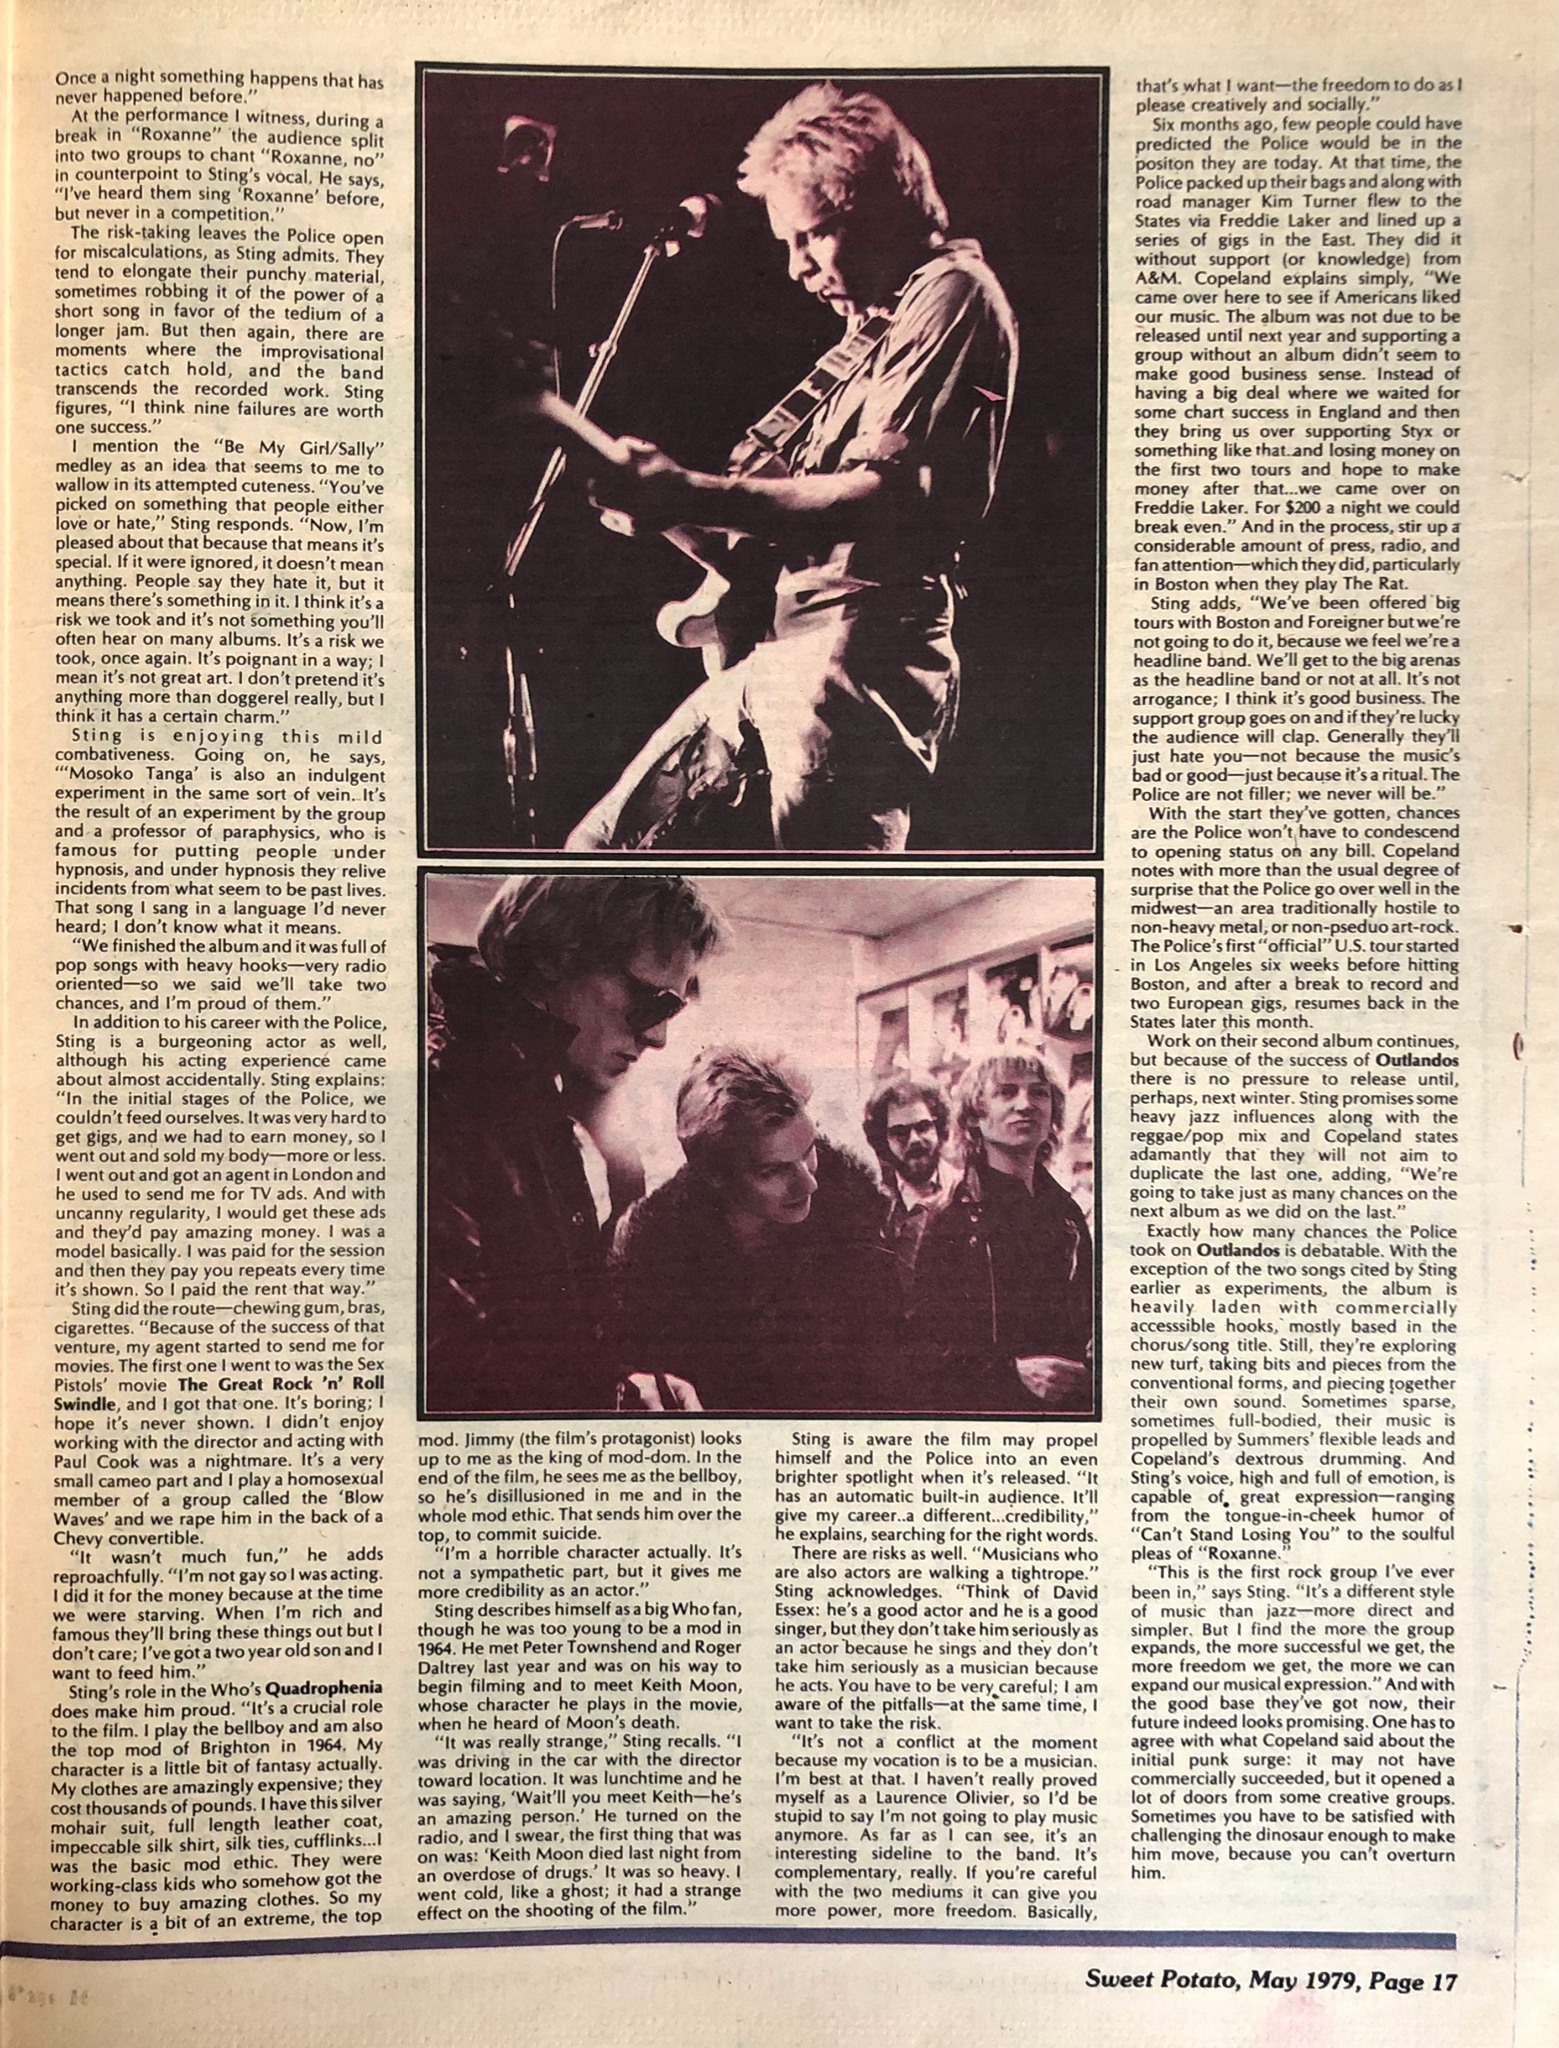 Once a night something happens that has
never happened before."
At the performance I witness, during a
break in "Roxanne" the audience split
into two groups to chant "Roxanne, no"
in counterpoint to Sting's vocal. He says,
"I've heard them sing 'Roxanne' before,
but never in a competition."
The risk-taking leaves the Police open
for miscalculations, as Sting admits. They
tend to elongate their punchy material,
sometimes robbing it of the power of a
short song in favor of the tedium of a
longer jam. But then again, there are
moments where the improvisational
tactics catch hold, and the band
transcends the recorded work. Sting
figures, "I think nine failures are worth
one success."
I mention the "Be My Girl/Sally"
medley as an idea that seems to me to
wallow in its attempted cuteness. "You've
picked on something that people either
love or hate," Sting responds. "Now, I'm
pleased about that because that means it's
special. If it were ignored, it doesn't mean
anything. People say they hate it, but it
means there's something in it. I think it's a
risk we took and it's not something you'll
often hear on many albums. It's a risk we
took, once again. It's poignant in a way; I
mean it's not great art. I don't pretend it's
anything more than doggerel really, but I
think it has a certain charm."
Sting is enjoying this mild
combativeness. Going on, he says,
"'Mosoko Tanga' is also an indulgent
experiment in the same sort of vein. It's
the result of an experiment by the group
and a professor of paraphysics, who is
famous for putting people under
hypnosis, and under hypnosis they relive
incidents from what seem to be past lives.
That song I sang in a language I'd never
heard; I don't know what it means.
"We finished the album and it was full of
pop songs with heavy hooks—very radio
oriented—so we said we'll take two
chances, and I'm proud of them."
In addition to his career with the Police,
Sting is a burgeoning actor as well,
although his acting experience came
about almost accidentally. Sting explains:
"In the initial stages of the Police, we
couldn't feed ourselves. It was very hard to
get gigs, and we had to earn money, so I
went out and sold my body—more or less.
I went out and got an agent in London and
he used to send me for TV ads. And with
uncanny regularity, I would get these ads
and they'd pay amazing money. I was a
model basically. I was paid for the session
and then they pay you repeats every time
it's shown. So I paid the rent that way."
Sting did the route—chewing gum, bras,
cigarettes. "Because of the success of that
venture, my agent started to send me for
movies. The first one I went to was the Sex
Pistols' movie The Great Rock 'n' Roll
Swindle, and I got that one. It's boring; I
hope it's never shown. I didn't enjoy
working with the director and acting with
Paul Cook was a nightmare. It's a very
small cameo part and I play a homosexual
member of a group called the 'Blow
Waves' and we rape him in the back of a
Chevy convertible.
"It wasn't much fun," he adds
reproachfully. "I'm not gay so I was acting.
I did it for the money because at the time
we were starving. When I'm rich and
famous they'll bring these things out but I
don't care; I've got a two year old son and I
want to feed him."
Sting's role in the Who's Quadrophenia
does make him proud. "It's a crucial role
to the film. I play the bellboy and am also
the top mod of Brighton in 1964. My
character is a little bit of fantasy actually.
My clothes are amazingly expensive; they
cost thousands of pounds. I have this silver
mohair suit, full length leather coat,
impeccable silk shirt, silk ties, cufflinks...I
was the basic mod ethic. They were
working-class kids who somehow got the
money to buy amazing clothes. So my
character is a bit of an extreme, the top
mod. Jimmy (the film's protagonist) looks
up to me as the king of mod-dom. In the
end of the film, he sees me as the bellboy,
so he's disillusioned in me and in the
whole mod ethic. That sends him over the
top, to commit suicide.
"I'm a horrible character actually. It's
not a sympathetic part, but it gives me
more credibility as an actor."
Sting describes himself as a big Who fan,
though he was too young to be a mod in
1964. He met Peter Townshend and Roger
Daltrey last year and was on his way to
begin filming and to meet Keith Moon,
whose character he plays in the movie,
when he heard of Moon's death.
"It was really strange," Sting recalls. "I
was driving in the car with the director
toward location. It was lunchtime and he
was saying, 'Wait'll you meet Keith—he's
an amazing person.' He turned on the
radio, and I swear, the first thing that was
on was: 'Keith Moon died last night from
an overdose of drugs.' It was so heavy. I
went cold, like a ghost; it had a strange
effect on the shooting of the film."
Sting is aware the film may propel
himself and the Police into an even
brighter spotlight when it's released. "It
has an automatic built-in audience. It'll
give my career..a different...credibility,"
he explains, searching for the right words.
There are risks as well. "Musicians who
are also actors are walking a tightrope."
Sting acknowledges. "Think of David
Essex: he's a good actor and he is a good
singer, but they don't take him seriously as
an actor because he sings and they don't
take him seriously as a musician because
he acts. You have to be very careful; I am
aware of the pitfalls—at the same time, I
want to take the risk.
"It's not a conflict at the moment
because my vocation is to be a musician.
I'm best at that. I haven't really proved
myself as a Laurence Olivier, so I'd be
stupid to say I'm not going to play music
anymore. As far as I can see, it's an
interesting sideline to the band. It's
complementary, really. If you're careful
with the two mediums it can give you
more power, more freedom. Basically,
that's what I want—the freedom to do as I
please creatively and socially."
Six months ago, few people could have
predicted the Police would be in the
positon they are today. At that time, the
Police packed up their bags and along with
road manager Kim Turner flew to the
States via Freddie Laker and lined up a
series of gigs in the East. They did it
without support (or knowledge) from
A&M. Copeland explains simply, "We
came over here to see if Americans liked
our music. The album was not due to be
released until next year and supporting a
group without an album didn't seem to
make good business sense. Instead of
having a big deal where we waited for
some chart success in England and then
they bring us over supporting Styx or
something like that..and losing money on
the first two tours and hope to make
money after that...we came over on
Freddie Laker. For $200 a night we could
break even." And in the process, stir up a
considerable amount of press, radio, and
fan attention—which they did, particularly
in Boston when they play The Rat.
Sting adds, "We've been offered big
tours with Boston and Foreigner but we're
not going to do it, because we feel we're a
headline band. We'll get to the big arenas
as the headline band or not at all. It's not
arrogance; I think it's good business. The
support group goes on and if they're lucky
the audience will clap. Generally they'll
just hate you—not because the music's
bad or good—just because it's a ritual. The
Police are not filler; we never will be."
With the start they've gotten, chances
are the Police won't have to condescend
to opening status on any bill. Copeland
notes with more than the usual degree of
surprise that the Police go over well in the
midwest—an area traditionally hostile to
non-heavy metal, or non-pseduo art-rock.
The Police's first "official" U.S. tour started
in Los Angeles six weeks before hitting
Boston, and after a break to record and
two European gigs, resumes back in the
States later this month.
Work on their second album continues,
but because of the success of Outlandos
there is no pressure to release until,
perhaps, next winter. Sting promises some
heavy jazz influences along with the
reggae/pop mix and Copeland states
adamantly that they will not aim to
duplicate the last one, adding, "We're
going to take just as many chances on the
next album as we did on the last."
Exactly how many chances the Police
took on Outlandos is debatable. With the
exception of the two songs cited by Sting
earlier as experiments, the album is
heavily laden with commercially
accesssible hooks, mostly based in the
chorus/song title. Still, they're exploring
new turf, taking bits and pieces from the
conventional forms, and piecing together
their own sound. Sometimes sparse,
sometimes full-bodied, their music is
propelled by Summers' flexible leads and
Copeland's dextrous drumming. And
Sting's voice, high and full of emotion, is
capable of great expression—ranging
from the tongue-in-cheek humor of
"Can't Stand Losing You" to the soulful
pleas of "Roxanne."
"This is the first rock group I've ever
been in," says Sting. "It's a different style
of music than jazz—more direct and
simpler. But I find the more the group
expands, the more successful we get, the
more freedom we get, the more we can
expand our musical expression." And with
the good base they've got now, their
future indeed looks promising. One has to
agree with what Copeland said about the
initial punk surge: it may not have
commercially succeeded, but it opened a
lot of doors from some creative groups.
Sometimes you have to be satisfied with
challenging the dinosaur enough to make
him move, because you can't overturn
him.
Sweet Potato, May 1979, Page 17